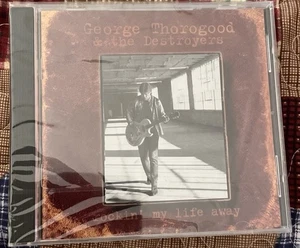 George Thorogood
& the Destroyers
rockin' my life away